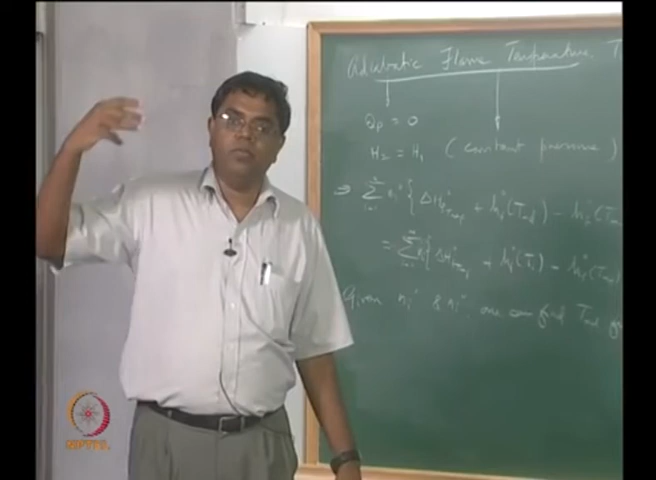 Adiabatic Flame Temperature, T
Qp = 0
H₂ = H₁ (constant pressure)
⇒ Σ nᵢ" { ΔH°f + hᵢ°(Tad) - hᵢ°(T
= Σ nᵢ' { ΔH°f + hᵢ°(Tᵢ) - hᵢ°(T
Given nᵢ' & nᵢ", one can find Tad
NPTEL